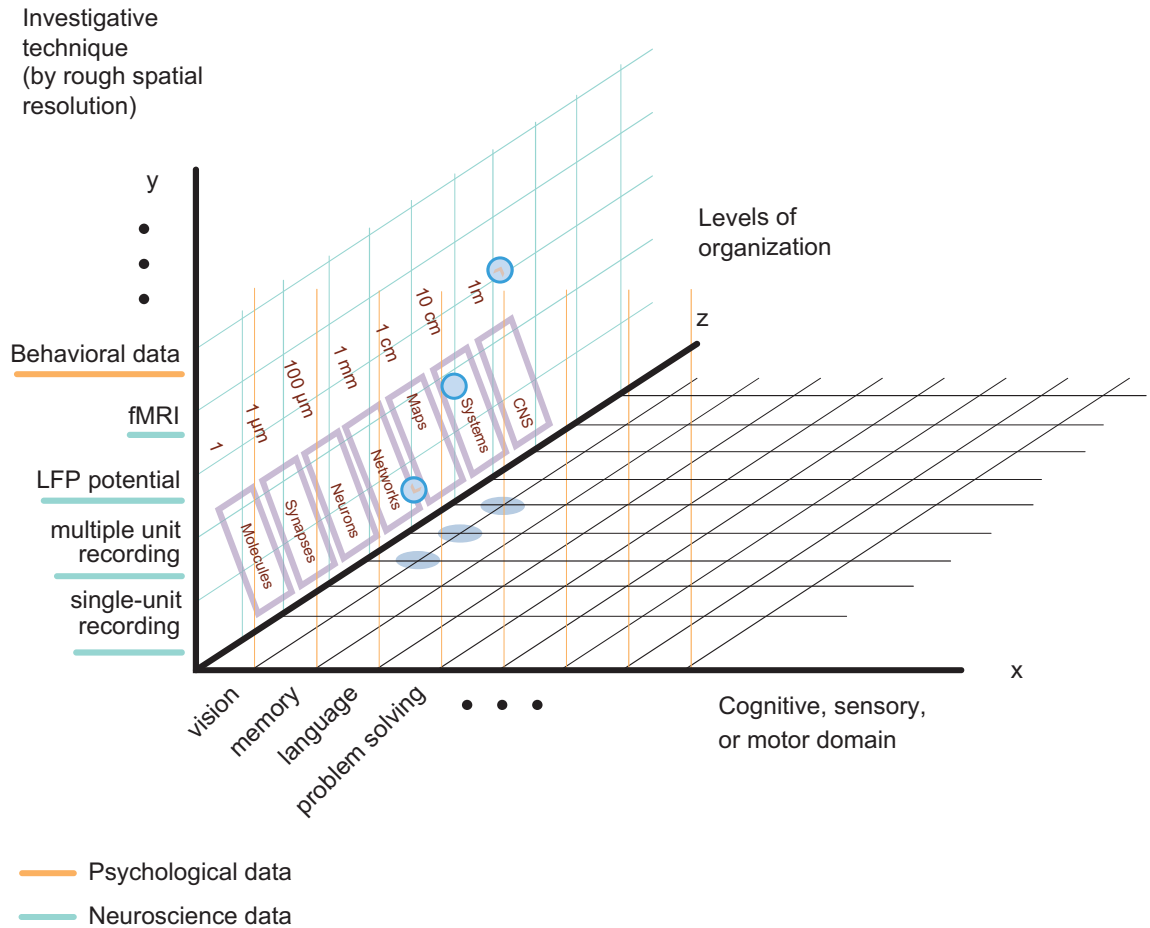 Investigative
technique
(by rough spatial
resolution)
y
Levels of
organization
z
1m
10 cm
1 cm
1 mm
100 μm
1 μm
1
Behavioral data
fMRI
LFP potential
multiple unit
recording
single-unit
recording
CNS
Systems
Maps
Networks
Neurons
Synapses
Molecules
x
vision
memory
language
problem solving
Cognitive, sensory,
or motor domain
Psychological data
Neuroscience data